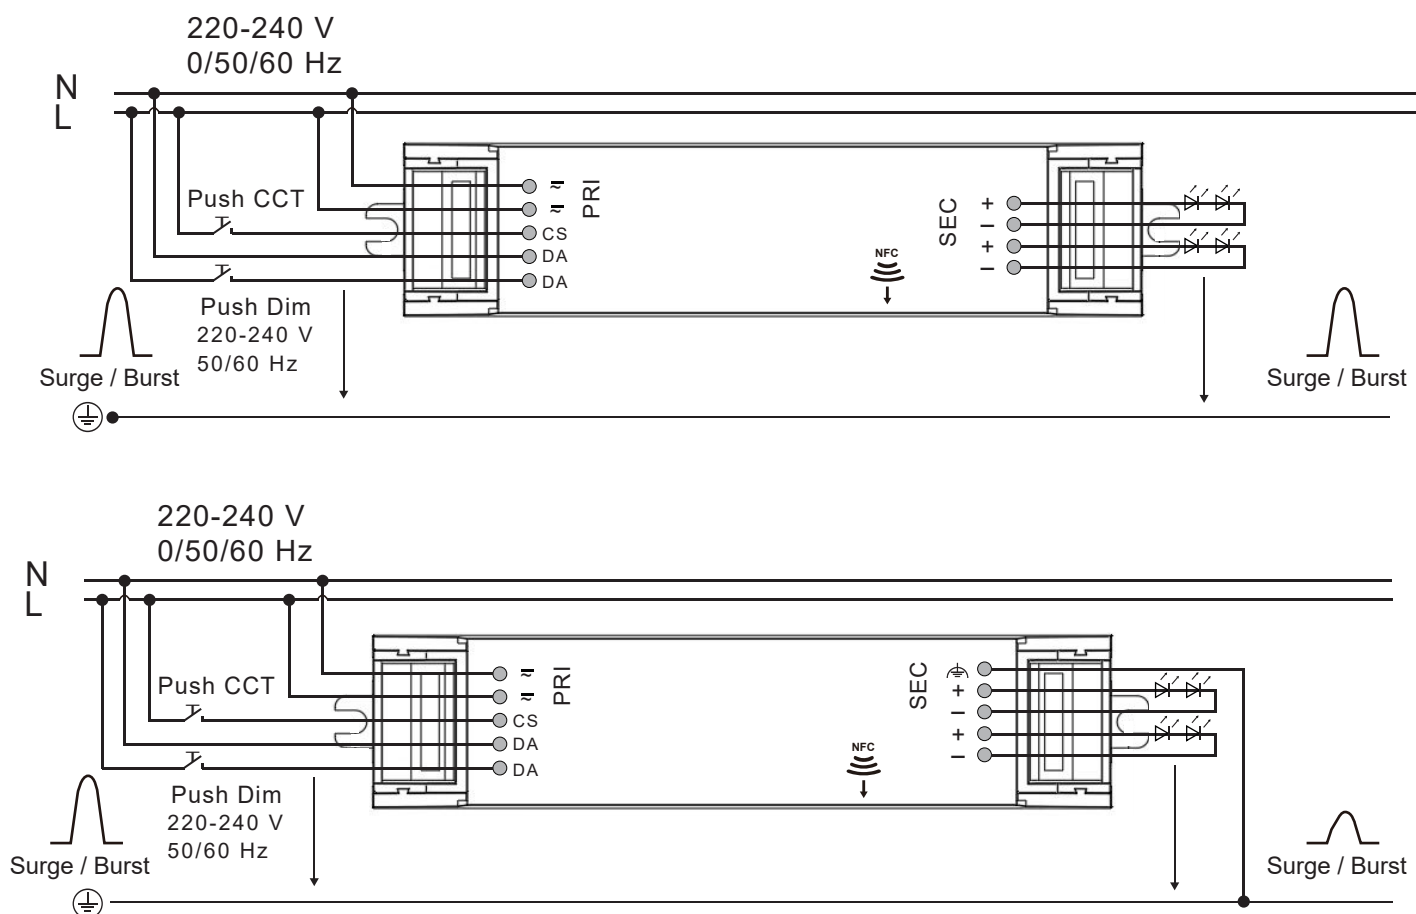 220-240 V
0/50/60 Hz
N
L
Push CCT
PRI
CS
DA
DA
SEC
+
–
+
–
NFC
Push Dim
220-240 V
50/60 Hz
Surge / Burst
Surge / Burst
220-240 V
0/50/60 Hz
N
L
Push CCT
PRI
CS
DA
DA
SEC
+
–
+
–
NFC
Push Dim
220-240 V
50/60 Hz
Surge / Burst
Surge / Burst